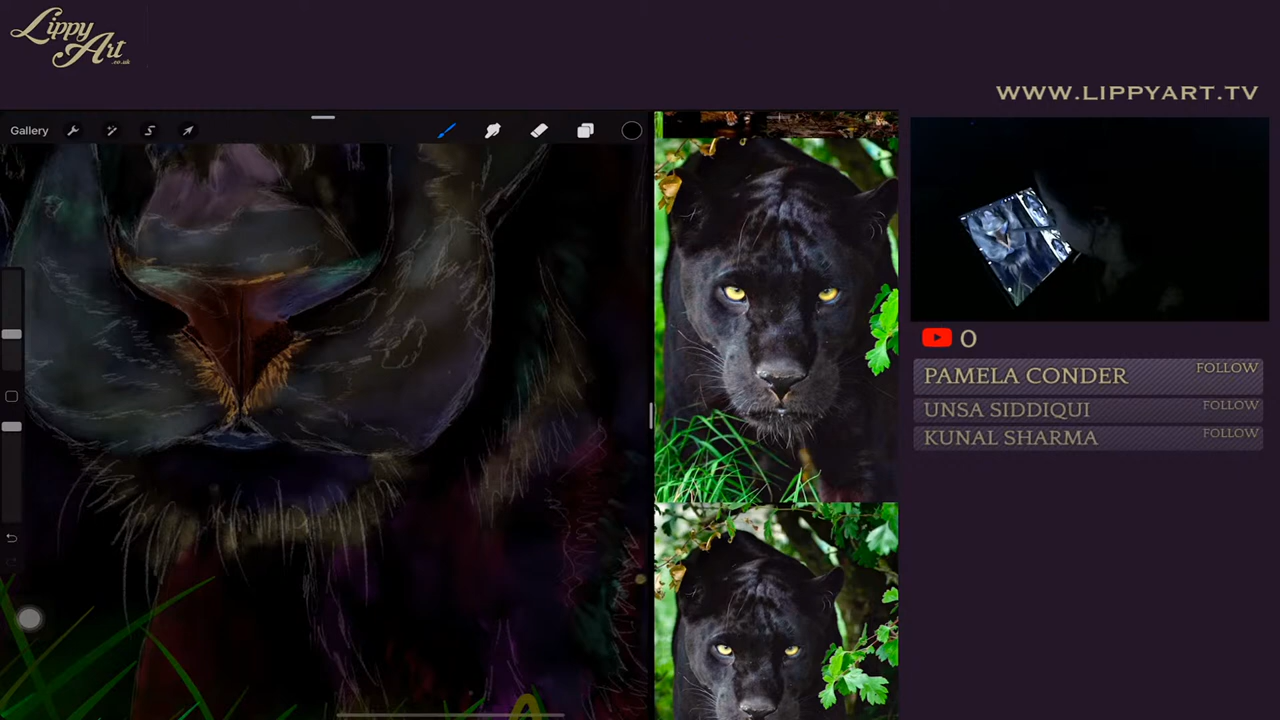 Lippy
Art
.co.uk
WWW.LIPPYART.TV
Gallery
0
PAMELA CONDER FOLLOW
UNSA SIDDIQUI FOLLOW
KUNAL SHARMA FOLLOW